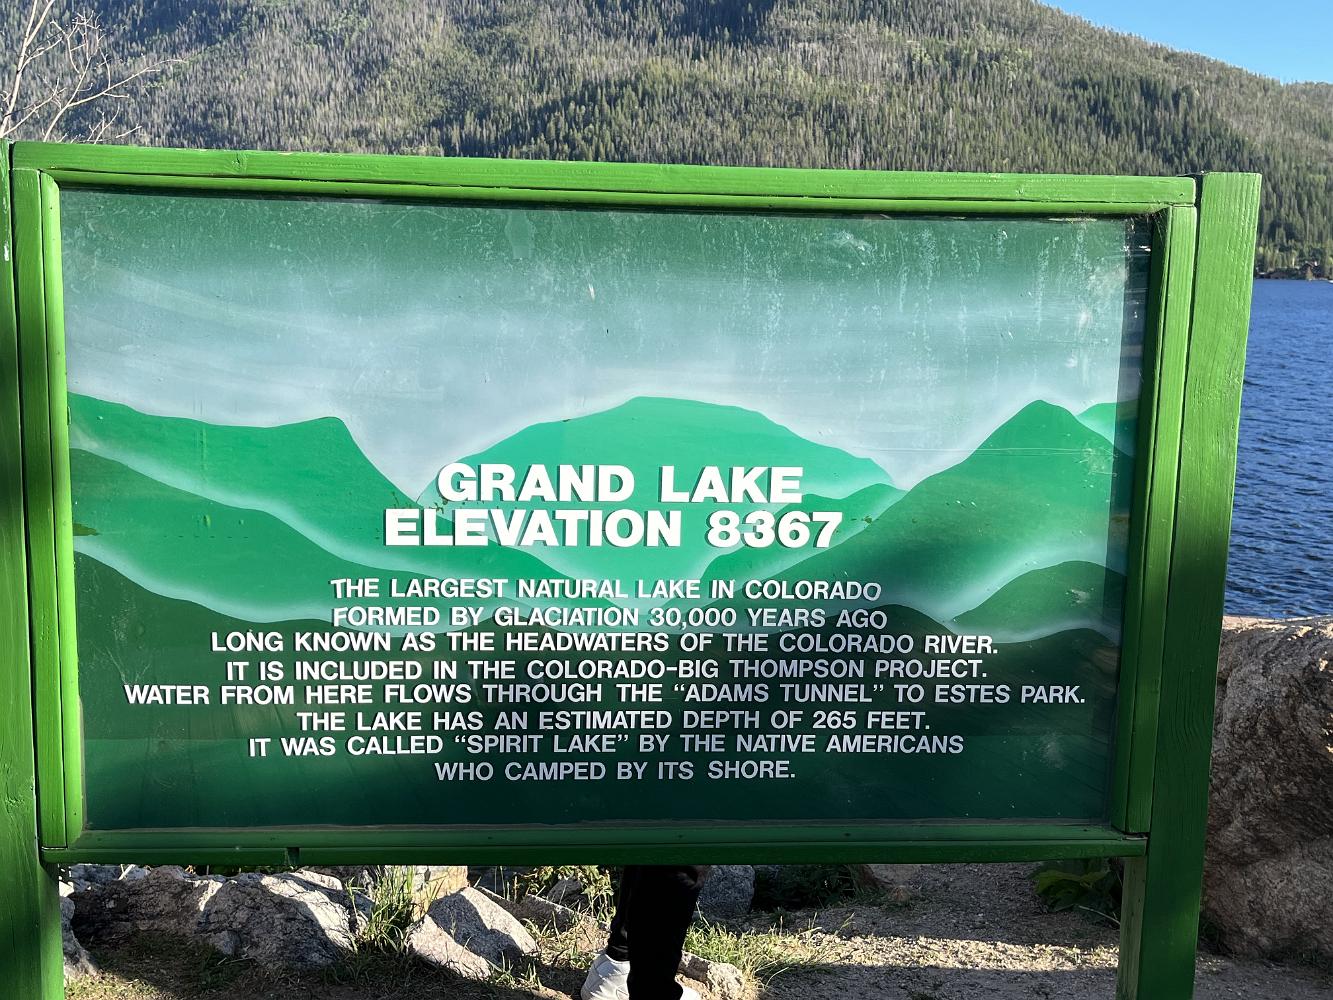 GRAND LAKE
ELEVATION 8367
THE LARGEST NATURAL LAKE IN COLORADO
FORMED BY GLACIATION 30,000 YEARS AGO
LONG KNOWN AS THE HEADWATERS OF THE COLORADO RIVER.
IT IS INCLUDED IN THE COLORADO-BIG THOMPSON PROJECT.
WATER FROM HERE FLOWS THROUGH THE “ADAMS TUNNEL” TO ESTES PARK.
THE LAKE HAS AN ESTIMATED DEPTH OF 265 FEET.
IT WAS CALLED “SPIRIT LAKE” BY THE NATIVE AMERICANS
WHO CAMPED BY ITS SHORE.